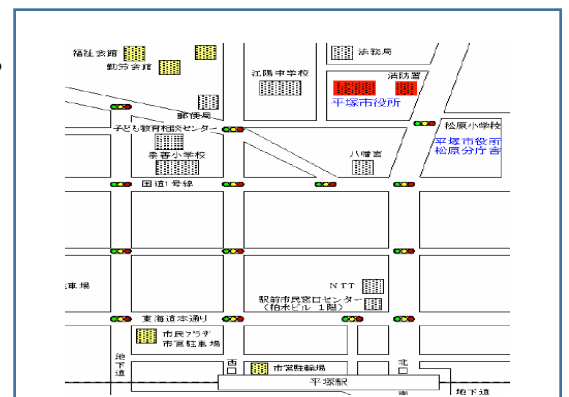 福祉会館
勤労会館
法務局
江陽中学校
消防署
平塚市役所
郵便局
子ども教育相談センター
松原小学校
崇善小学校
八幡宮
平塚市役所
松原分庁舎
国道1号線
車場
NTT
駅前市民窓口センター
(柏木ビル 1階)
東海道本通り
市民プラザ
市営駐車場
地下道
西口
市営駐輪場
北口
平塚駅
南
地下道